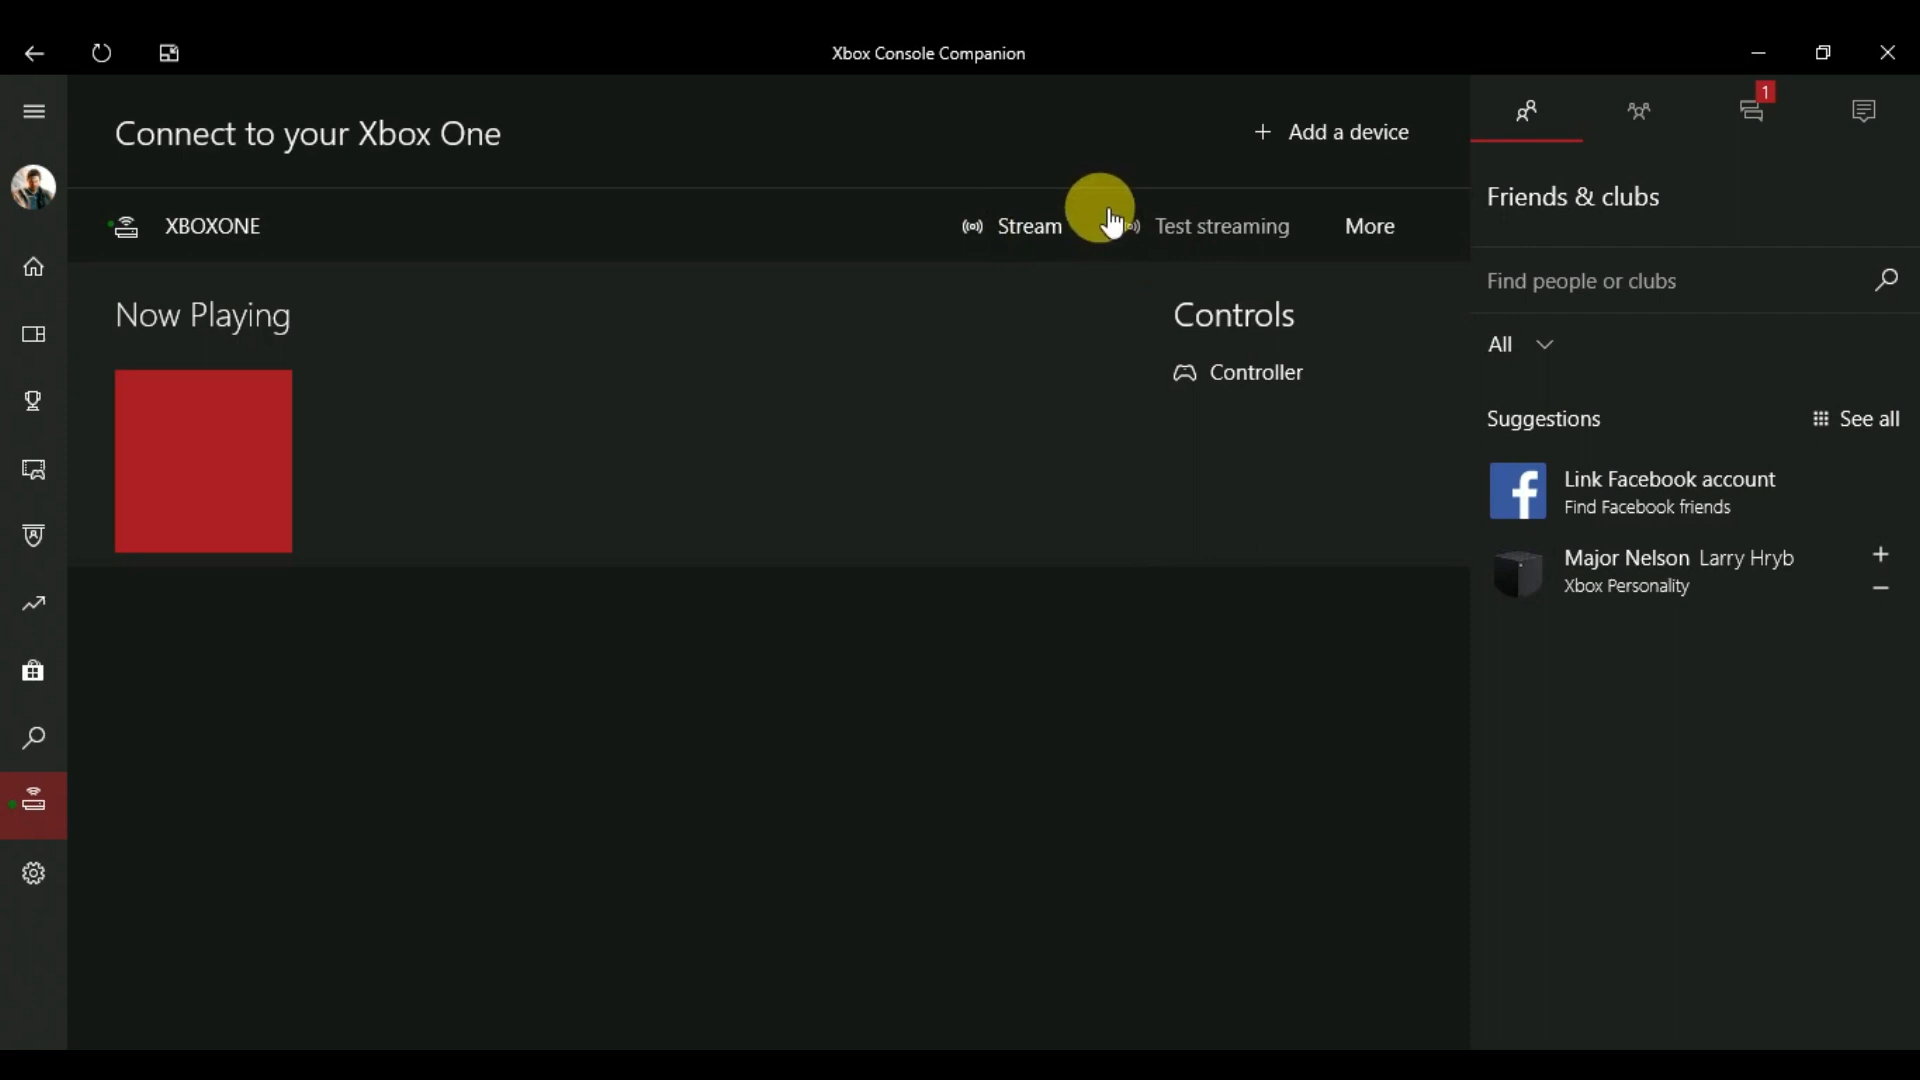 Xbox Console Companion
Connect to your Xbox One
+ Add a device
XBOXONE
Stream
Test streaming
More
Now Playing
Controls
Controller
1
Friends & clubs
Find people or clubs
All
Suggestions
See all
Link Facebook account
Find Facebook friends
Major Nelson Larry Hryb
Xbox Personality